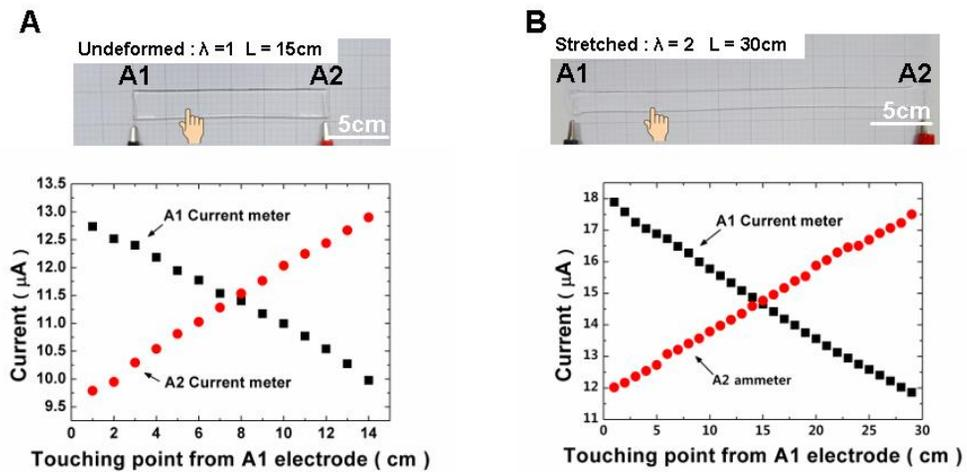 A
Undeformed : λ =1 L = 15cm
A1 A2
5cm
13.5
13.0
12.5
12.0
11.5
11.0
10.5
10.0
9.5
Current ( μA )
A1 Current meter
A2 Current meter
0 2 4 6 8 10 12 14
Touching point from A1 electrode ( cm )
B
Stretched : λ = 2 L = 30cm
A1 A2
5cm
18
17
16
15
14
13
12
11
Current ( μA )
A1 Current meter
A2 ammeter
0 5 10 15 20 25 30
Touching point from A1 electrode ( cm )